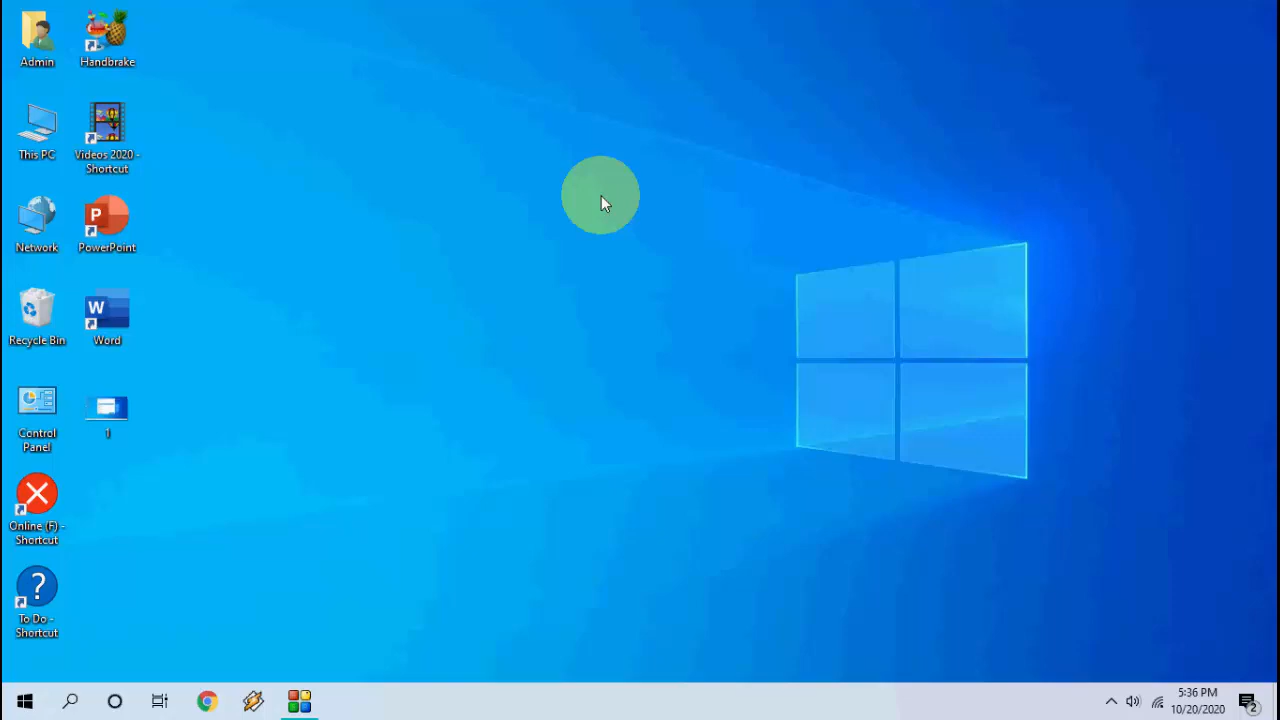 Admin
Handbrake
This PC
Videos 2020 -
Shortcut
Network
P
PowerPoint
Recycle Bin
W
Word
Control
Panel
1
Online (F) -
Shortcut
?
To Do -
Shortcut
5:36 PM
10/20/2020
2